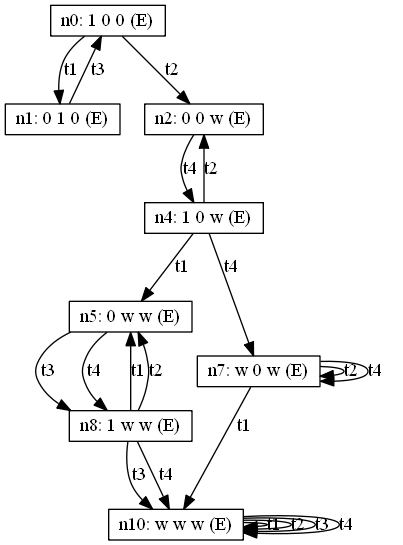 n0: 1 0 0 (E)
t1
t3
t2
n1: 0 1 0 (E)
n2: 0 0 w (E)
t4
t2
n4: 1 0 w (E)
t1
t4
n5: 0 w w (E)
t3
t4
t1
t2
n7: w 0 w (E)
t2
t4
n8: 1 w w (E)
t1
t3
t4
n10: w w w (E)
t1
t2
t3
t4